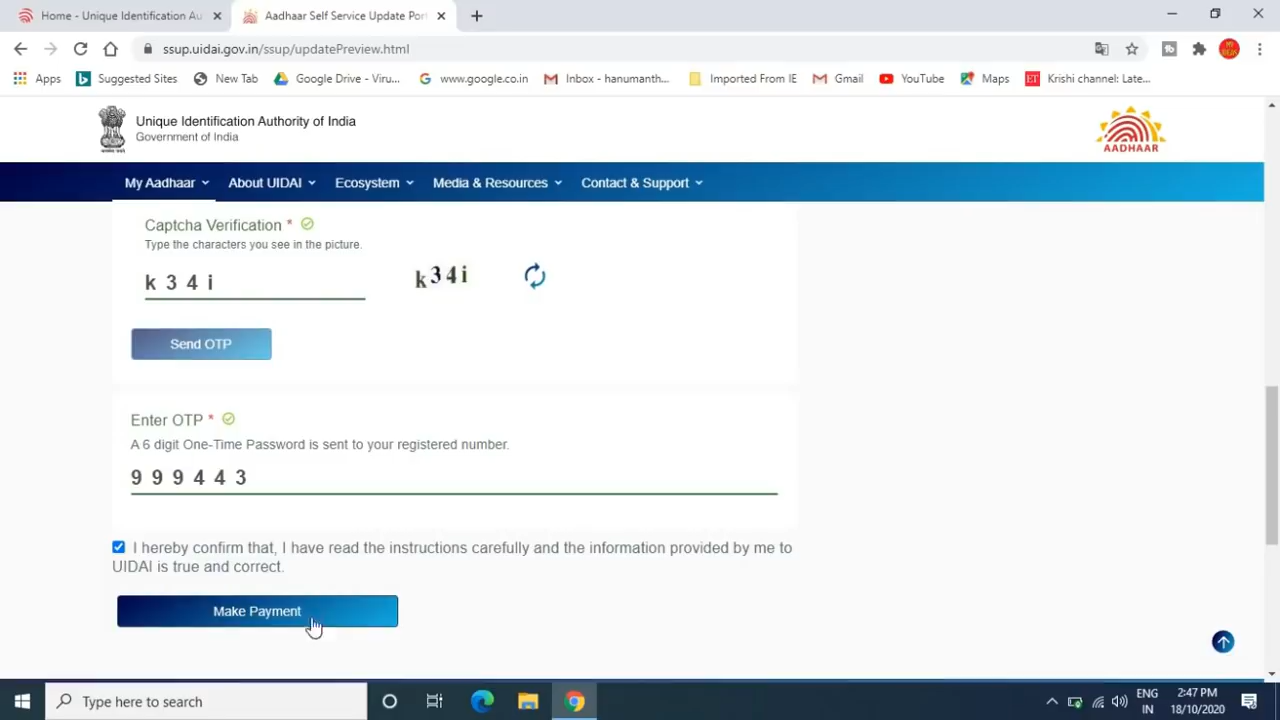 Home - Unique Identification Au
Aadhaar Self Service Update Port
ssup.uidai.gov.in/ssup/updatePreview.html
Apps
Suggested Sites
New Tab
Google Drive - Viru...
www.google.co.in
Inbox - hanumanth...
Imported From IE
Gmail
YouTube
Maps
Krishi channel: Late...
Unique Identification Authority of India
Government of India
AADHAAR
My Aadhaar
About UIDAI
Ecosystem
Media & Resources
Contact & Support
Captcha Verification *
Type the characters you see in the picture.
k 3 4 i
k34i
Send OTP
Enter OTP *
A 6 digit One-Time Password is sent to your registered number.
9 9 9 4 4 3
I hereby confirm that, I have read the instructions carefully and the information provided by me to
UIDAI is true and correct.
Make Payment
Type here to search
ENG
IN
2:47 PM
18/10/2020